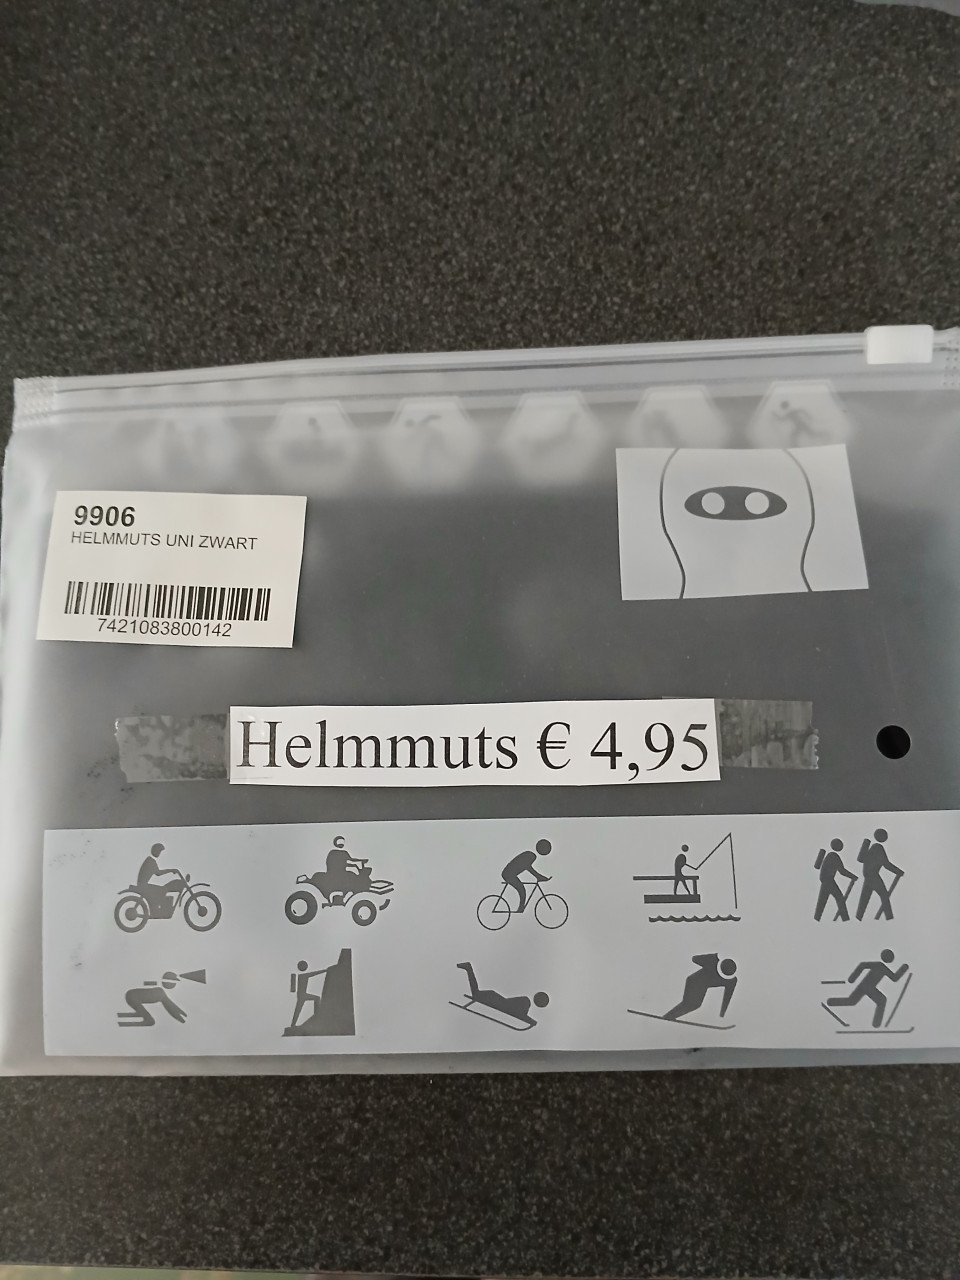 9906
HELMMUTS UNI ZWART
7421083800142
Helmmuts € 4,95